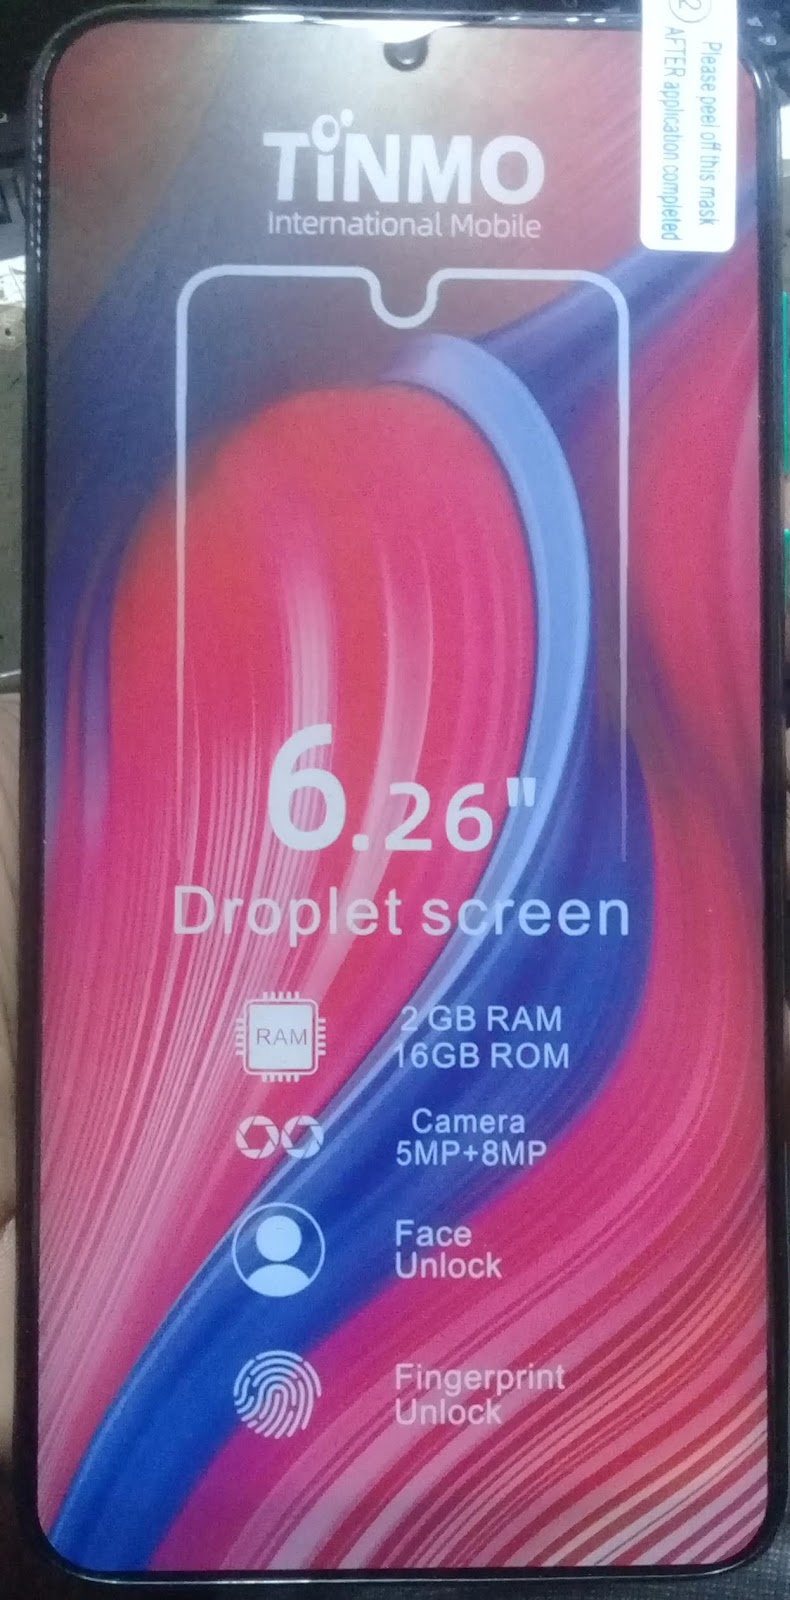 2
Please peel off this mask
AFTER application completed
TiNMO
International Mobile
6.26"
Droplet screen
RAM
2 GB RAM
16GB ROM
Camera
5MP+8MP
Face
Unlock
Fingerprint
Unlock